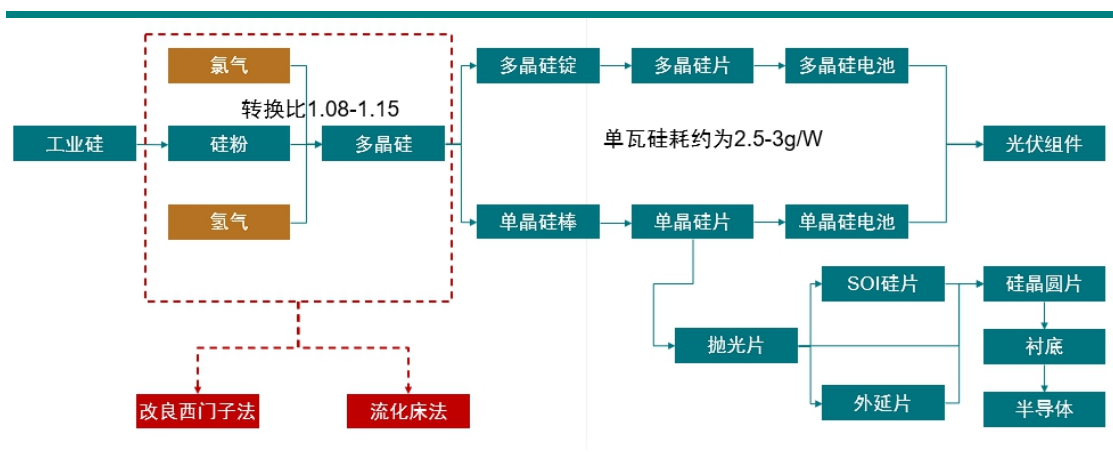 氯气
多晶硅锭
多晶硅片
多晶硅电池
转换比1.08-1.15
工业硅
硅粉
多晶硅
单瓦硅耗约为2.5-3g/W
光伏组件
氢气
单晶硅棒
单晶硅片
单晶硅电池
SOI硅片
硅晶圆片
抛光片
衬底
改良西门子法
流化床法
外延片
半导体